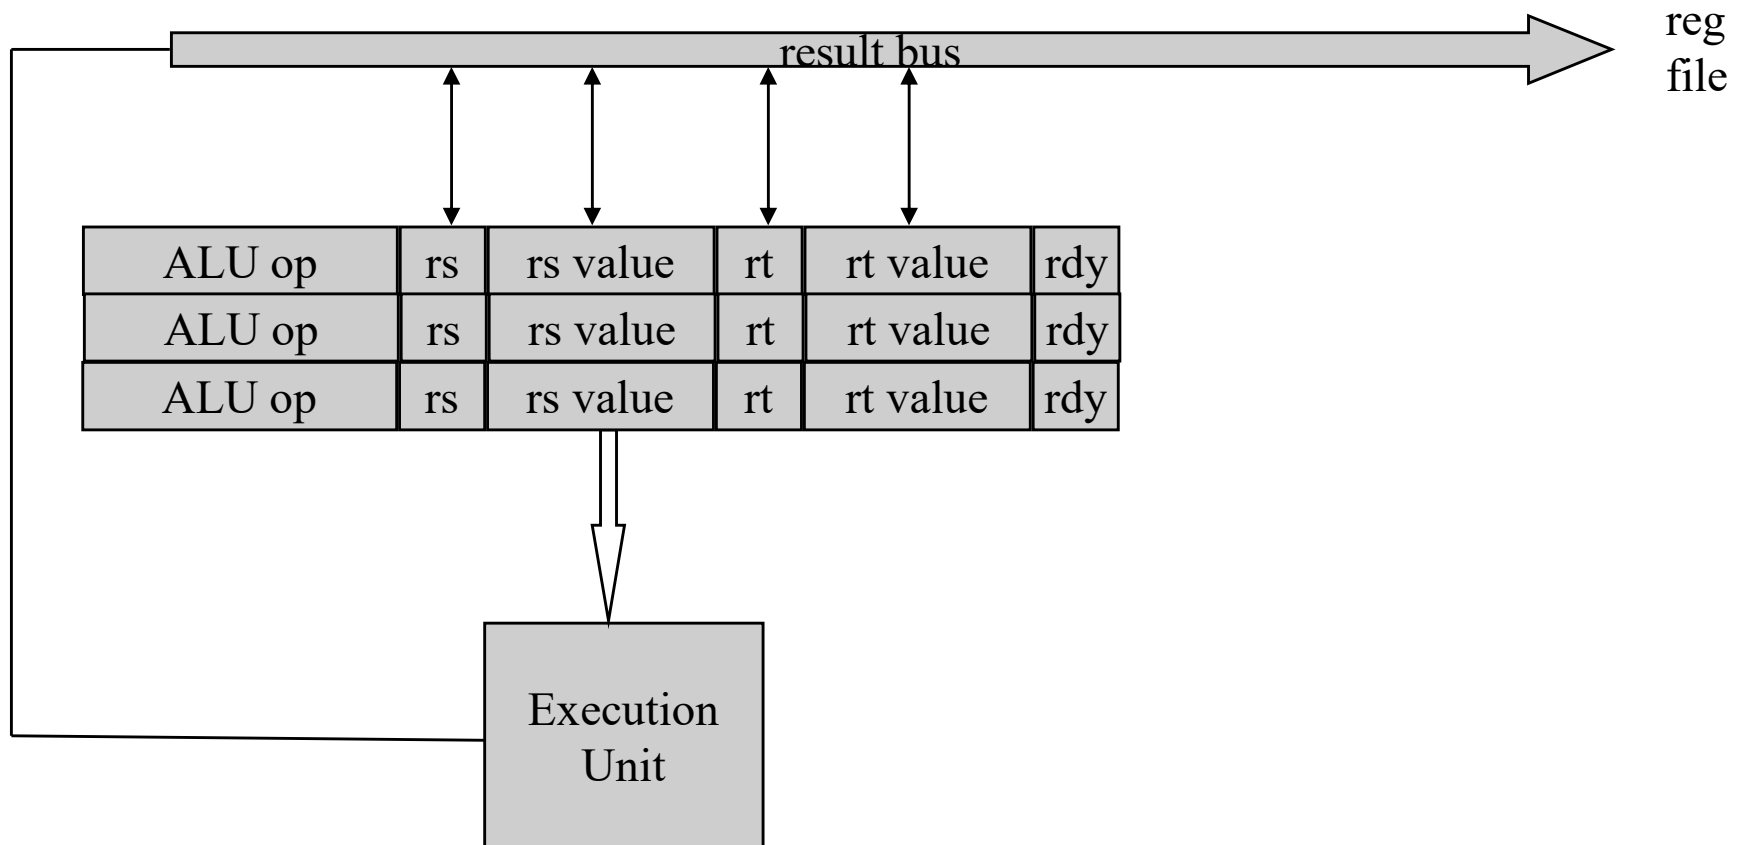 result bus
reg
file
ALU op rs rs value rt rt value rdy
ALU op rs rs value rt rt value rdy
ALU op rs rs value rt rt value rdy
Execution
Unit